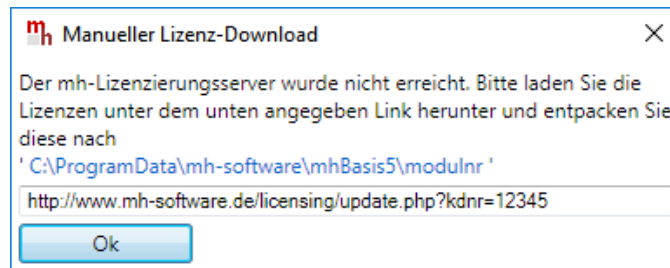 mh Manueller Lizenz-Download
Der mh-Lizenzierungsserver wurde nicht erreicht. Bitte laden Sie die
Lizenzen unter dem unten angegeben Link herunter und entpacken Sie
diese nach
' C:\ProgramData\mh-software\mhBasis5\modulnr '
http://www.mh-software.de/licensing/update.php?kdnr=12345
Ok